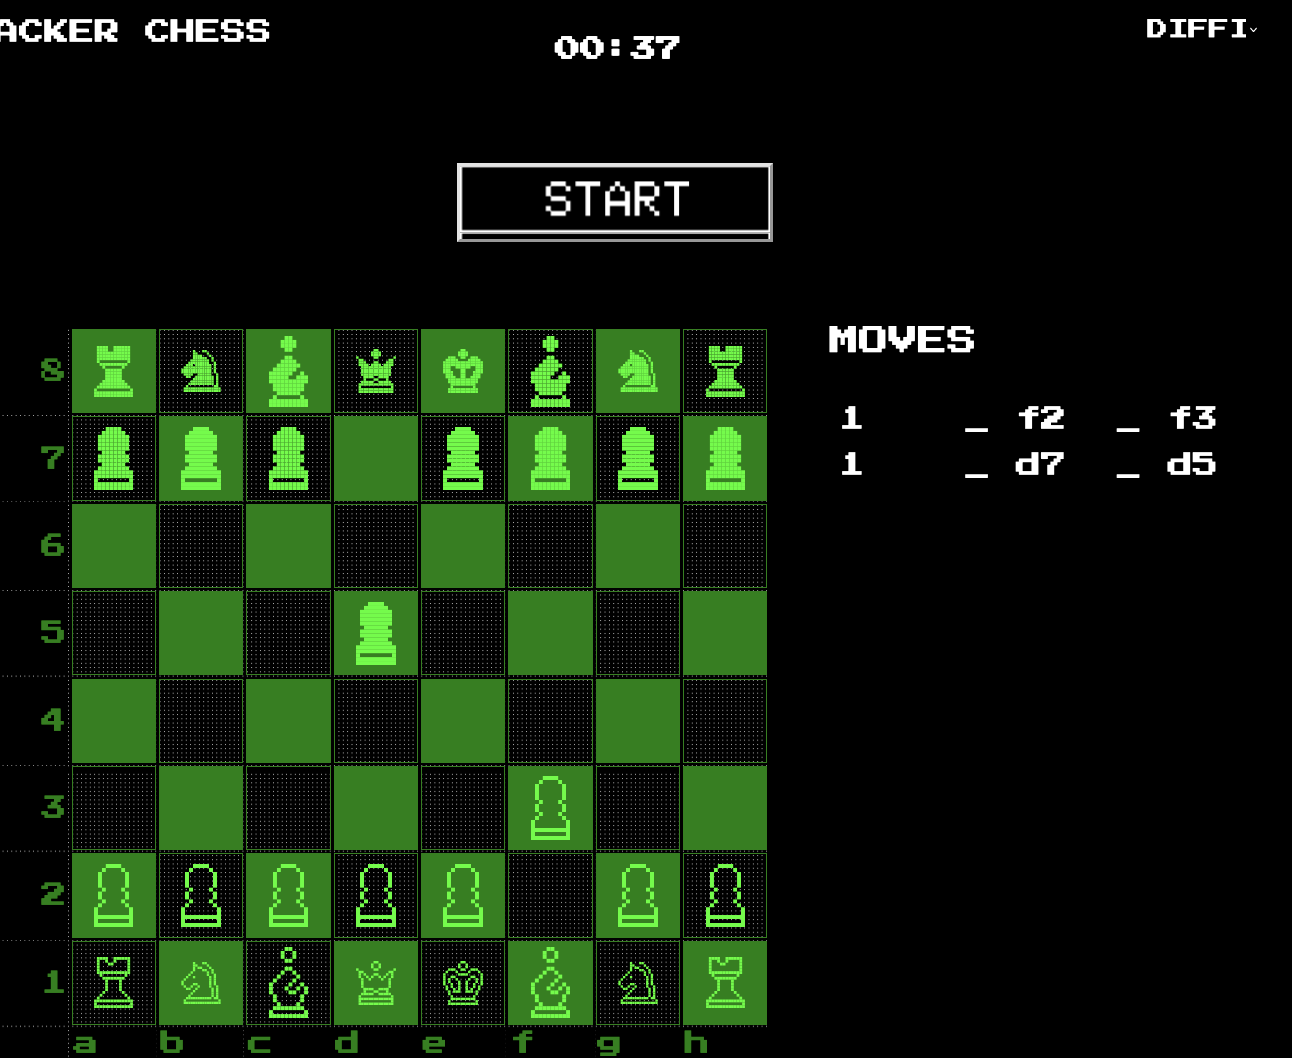 ACKER CHESS
00:37
DIFFI
START
MOVES
1 _ f2 _ f3
1 _ d7 _ d5
8
7
6
5
4
3
2
1
a b c d e f g h